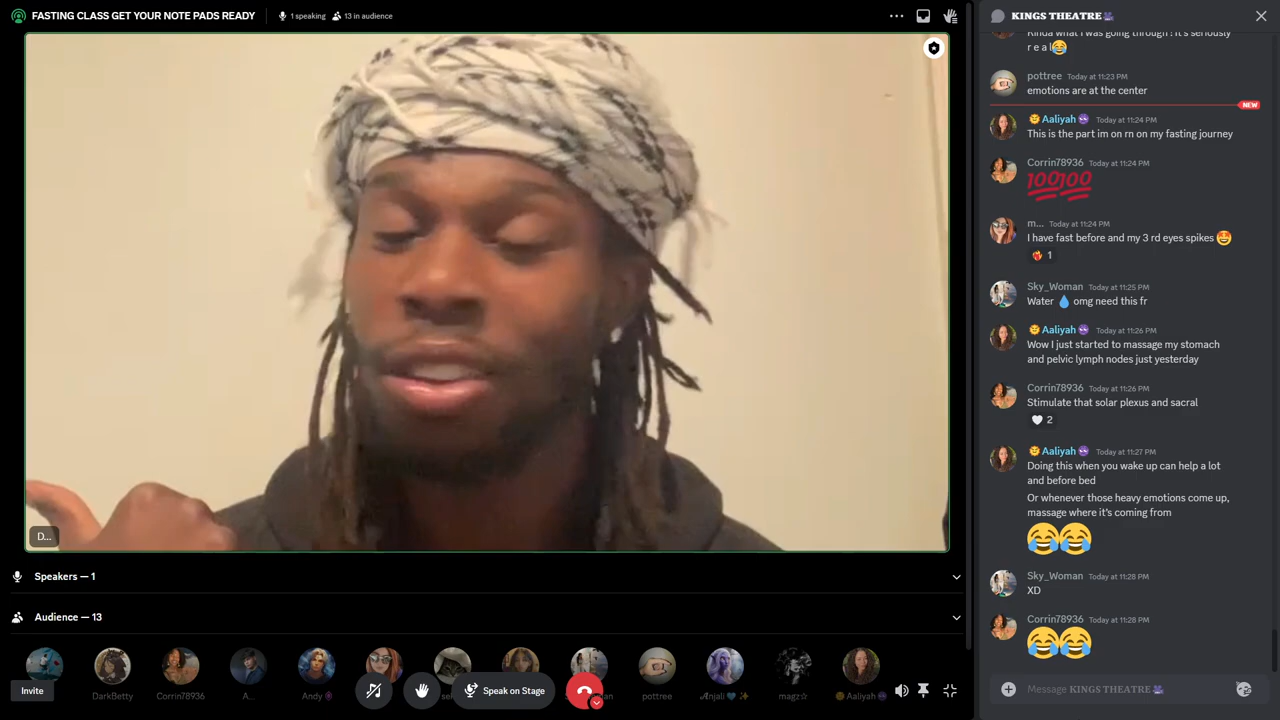 FASTING CLASS GET YOUR NOTE PADS READY
1 speaking
13 in audience
D...
Speakers — 1
Audience — 13
DarkBetty
Corrin78936
A...
Andy
pottree
Anjali
magz☆
Aaliyah
Invite
Speak on Stage
KINGS THEATRE
Kinda what I was going through! It's seriously
r e a l😂
pottree Today at 11:23 PM
emotions are at the center
NEW
Aaliyah Today at 11:24 PM
This is the part im on rn on my fasting journey
Corrin78936 Today at 11:24 PM
💯💯
m... Today at 11:24 PM
I have fast before and my 3 rd eyes spikes 🤩
1
Sky_Woman Today at 11:25 PM
Water 💧 omg need this fr
Aaliyah Today at 11:26 PM
Wow I just started to massage my stomach
and pelvic lymph nodes just yesterday
Corrin78936 Today at 11:26 PM
Stimulate that solar plexus and sacral
2
Aaliyah Today at 11:27 PM
Doing this when you wake up can help a lot
and before bed
Or whenever those heavy emotions come up,
massage where it's coming from
😂😂
Sky_Woman Today at 11:28 PM
XD
Corrin78936 Today at 11:28 PM
😂😂
Message KINGS THEATRE